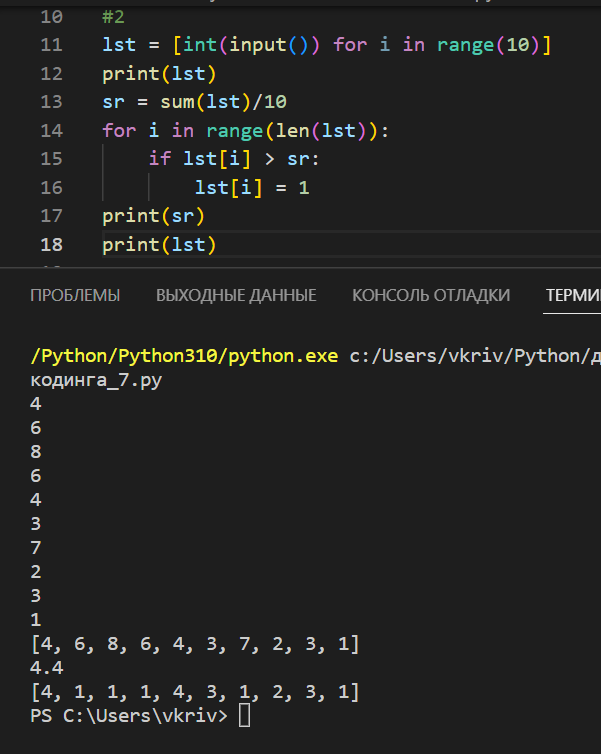 10 #2
11 lst = [int(input()) for i in range(10)]
12 print(lst)
13 sr = sum(lst)/10
14 for i in range(len(lst)):
15     if lst[i] > sr:
16         lst[i] = 1
17 print(sr)
18 print(lst)
ПРОБЛЕМЫ ВЫХОДНЫЕ ДАННЫЕ КОНСОЛЬ ОТЛАДКИ ТЕРМИ
/Python/Python310/python.exe c:/Users/vkriv/Python/д
кодинга_7.py
4
6
8
6
4
3
7
2
3
1
[4, 6, 8, 6, 4, 3, 7, 2, 3, 1]
4.4
[4, 1, 1, 1, 4, 3, 1, 2, 3, 1]
PS C:\Users\vkriv>